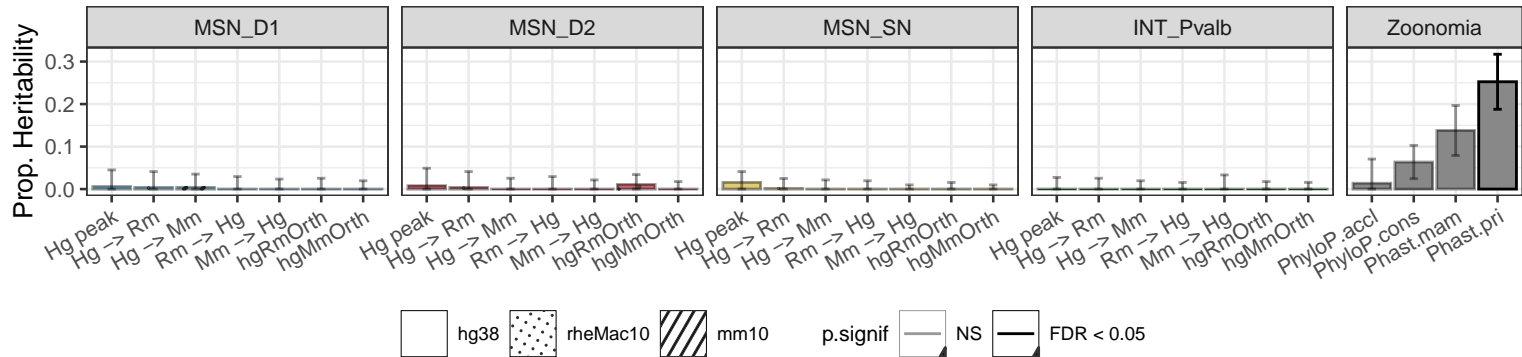 MSN_D1 MSN_D2 MSN_SN INT_Pvalb Zoonomia
Prop. Heritability
0.3
0.2
0.1
0.0
Hg peak Hg −> Rm Hg −> Mm Rm −> Hg Mm −> Hg hgRmOrth hgMmOrth
Hg peak Hg −> Rm Hg −> Mm Rm −> Hg Mm −> Hg hgRmOrth hgMmOrth
Hg peak Hg −> Rm Hg −> Mm Rm −> Hg Mm −> Hg hgRmOrth hgMmOrth
Hg peak Hg −> Rm Hg −> Mm Rm −> Hg Mm −> Hg hgRmOrth hgMmOrth
PhyloP.accl PhyloP.cons Phast.mam Phast.pri
hg38 rheMac10 mm10 p.signif NS FDR < 0.05